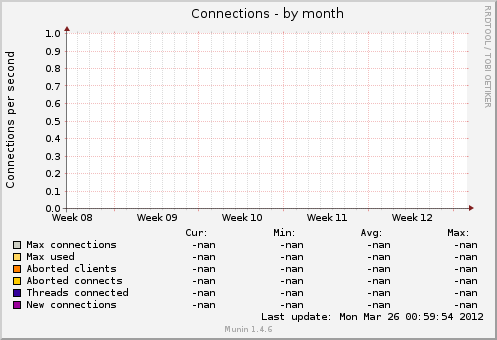 Connections - by month
RRDTOOL / TOBI OETIKER
Connections per second
1.0
0.9
0.8
0.7
0.6
0.5
0.4
0.3
0.2
0.1
0.0
Week 08 Week 09 Week 10 Week 11 Week 12
Cur: Min: Avg: Max:
Max connections -nan -nan -nan -nan
Max used -nan -nan -nan -nan
Aborted clients -nan -nan -nan -nan
Aborted connects -nan -nan -nan -nan
Threads connected -nan -nan -nan -nan
New connections -nan -nan -nan -nan
Last update: Mon Mar 26 00:59:54 2012
Munin 1.4.6